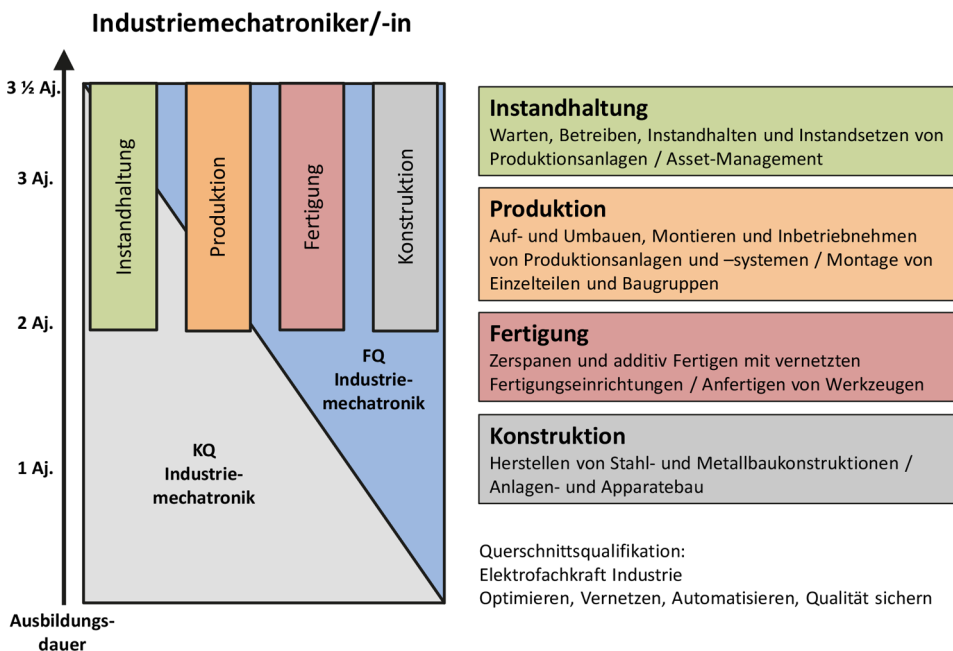 Industriemechatroniker/-in
3 ½ Aj.
3 Aj.
2 Aj.
1 Aj.
Ausbildungs-
dauer
Instandhaltung
Produktion
Fertigung
Konstruktion
FQ
Industrie-
mechatronik
KQ
Industrie-
mechatronik
Instandhaltung
Warten, Betreiben, Instandhalten und Instandsetzen von
Produktionsanlagen / Asset-Management
Produktion
Auf- und Umbauen, Montieren und Inbetriebnehmen
von Produktionsanlagen und –systemen / Montage von
Einzelteilen und Baugruppen
Fertigung
Zerspanen und additiv Fertigen mit vernetzten
Fertigungseinrichtungen / Anfertigen von Werkzeugen
Konstruktion
Herstellen von Stahl- und Metallbaukonstruktionen /
Anlagen- und Apparatebau
Querschnittsqualifikation:
Elektrofachkraft Industrie
Optimieren, Vernetzen, Automatisieren, Qualität sichern